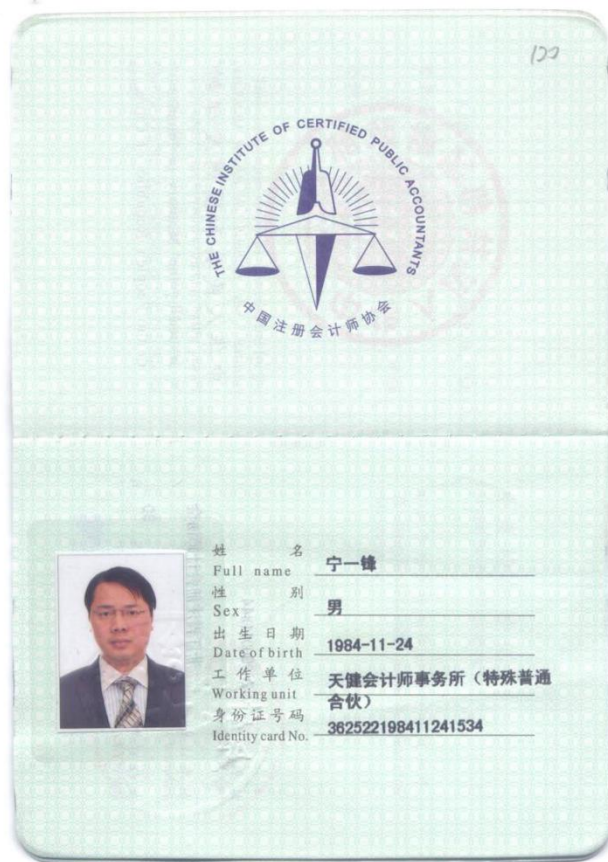 120
THE CHINESE INSTITUTE OF CERTIFIED PUBLIC ACCOUNTANTS
中国注册会计师协会
姓 名 宁一锋
Full name
性 别 男
Sex
出生日期 1984-11-24
Date of birth
工作单位 天健会计师事务所（特殊普通
Working unit 合伙）
身份证号码 362522198411241534
Identity card No.